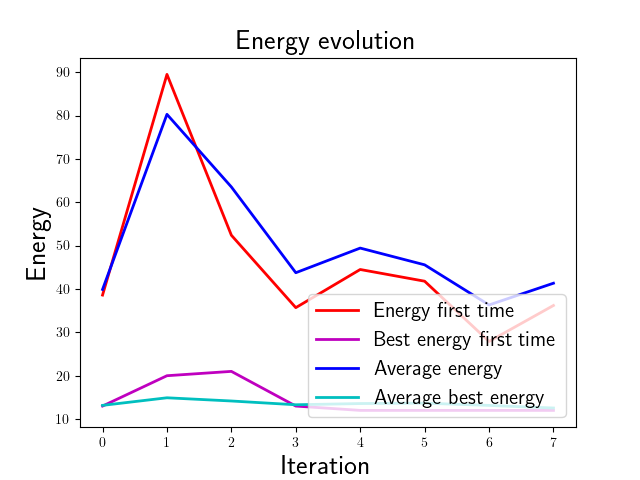 Energy evolution
90
80
70
60
50
40
30
20
10
Energy
Energy first time
Best energy first time
Average energy
Average best energy
0 1 2 3 4 5 6 7
Iteration